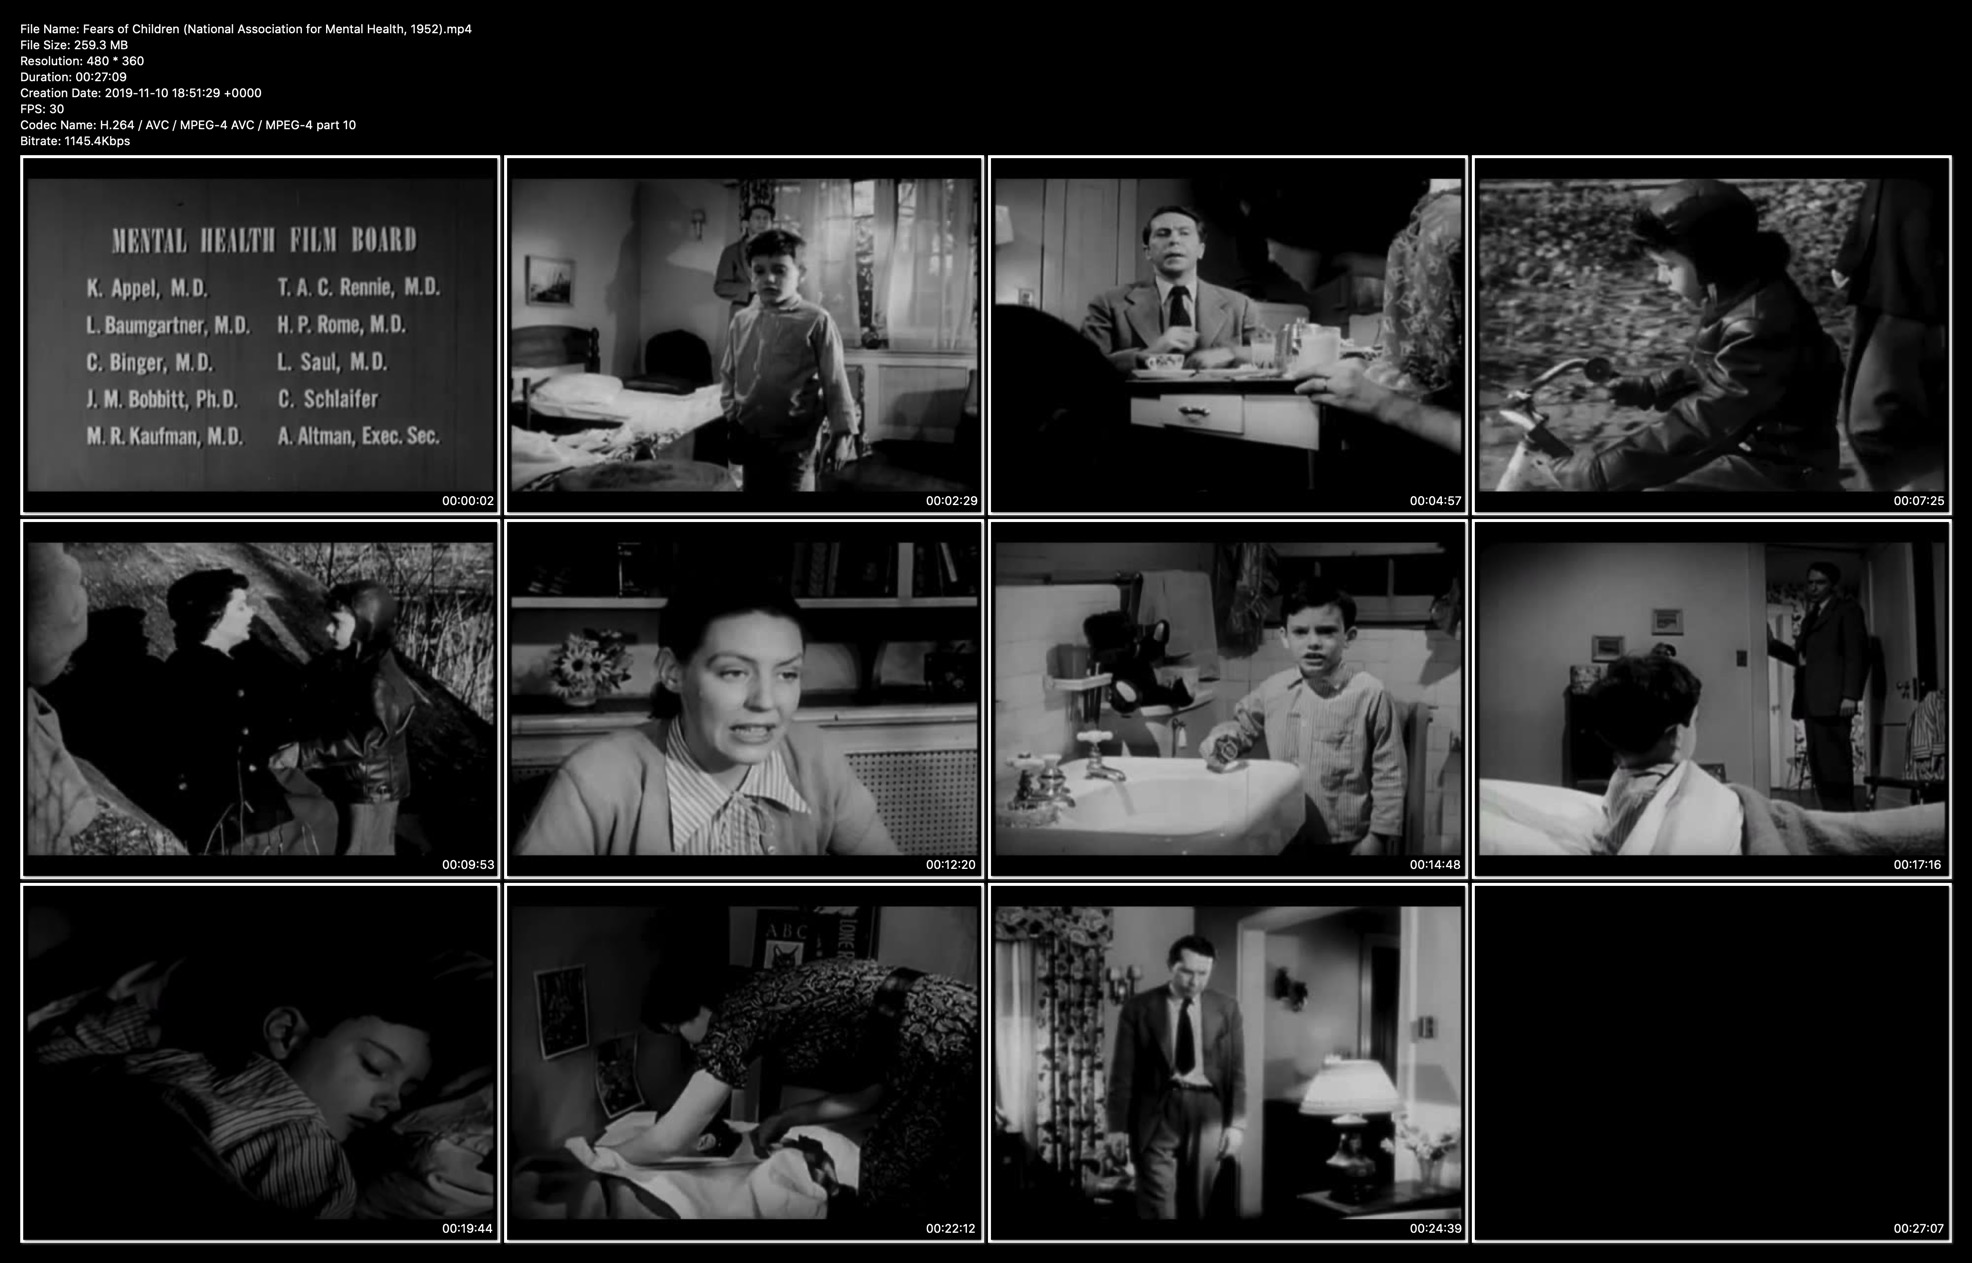 File Name: Fears of Children (National Association for Mental Health, 1952).mp4
File Size: 259.3 MB
Resolution: 480 * 360
Duration: 00:27:09
Creation Date: 2019-11-10 18:51:29 +0000
FPS: 30
Codec Name: H.264 / AVC / MPEG-4 AVC / MPEG-4 part 10
Bitrate: 1145.4Kbps
MENTAL HEALTH FILM BOARD
K. Appel, M.D. T. A. C. Rennie, M.D.
L. Baumgartner, M.D. H. P. Rome, M.D.
C. Binger, M.D. L. Saul, M.D.
J. M. Bobbitt, Ph.D. C. Schlaifer
M. R. Kaufman, M.D. A. Altman, Exec. Sec.
00:00:02
00:02:29
00:04:57
00:07:25
00:09:53
00:12:20
00:14:48
00:17:16
ABC
LONE
00:19:44
00:22:12
00:24:39
00:27:07